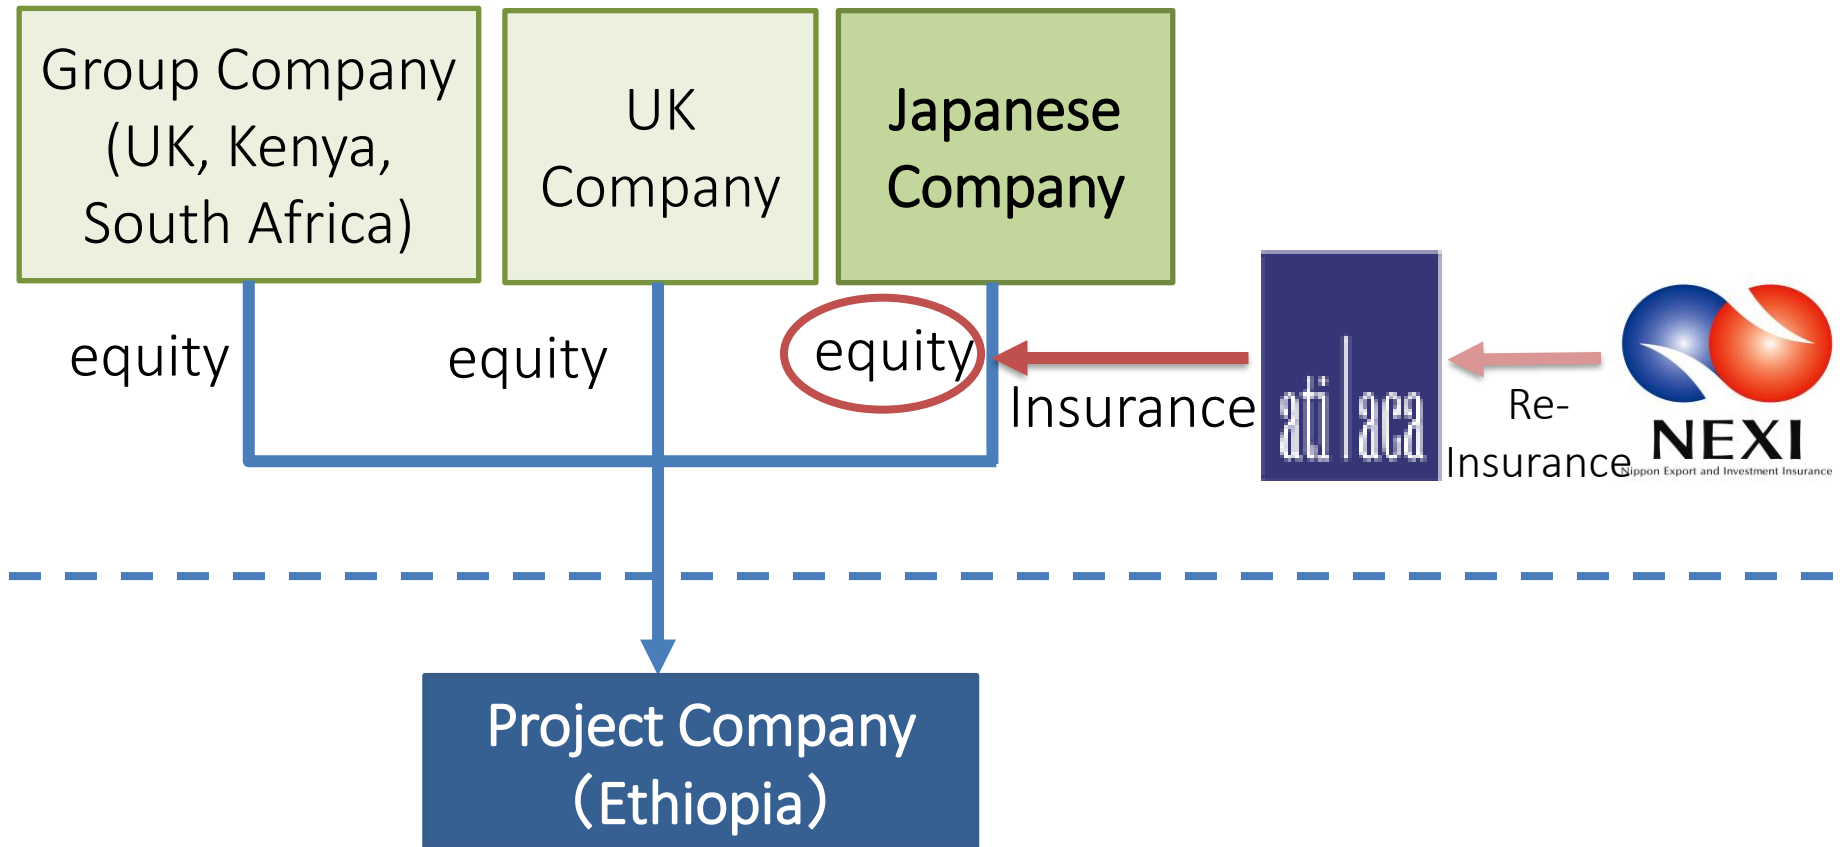 Group Company
(UK, Kenya,
South Africa)
UK
Company
Japanese
Company
equity
equity
equity
Insurance
ati aca
Re-
Insurance
NEXI
Nippon Export and Investment Insurance
Project Company
（Ethiopia）